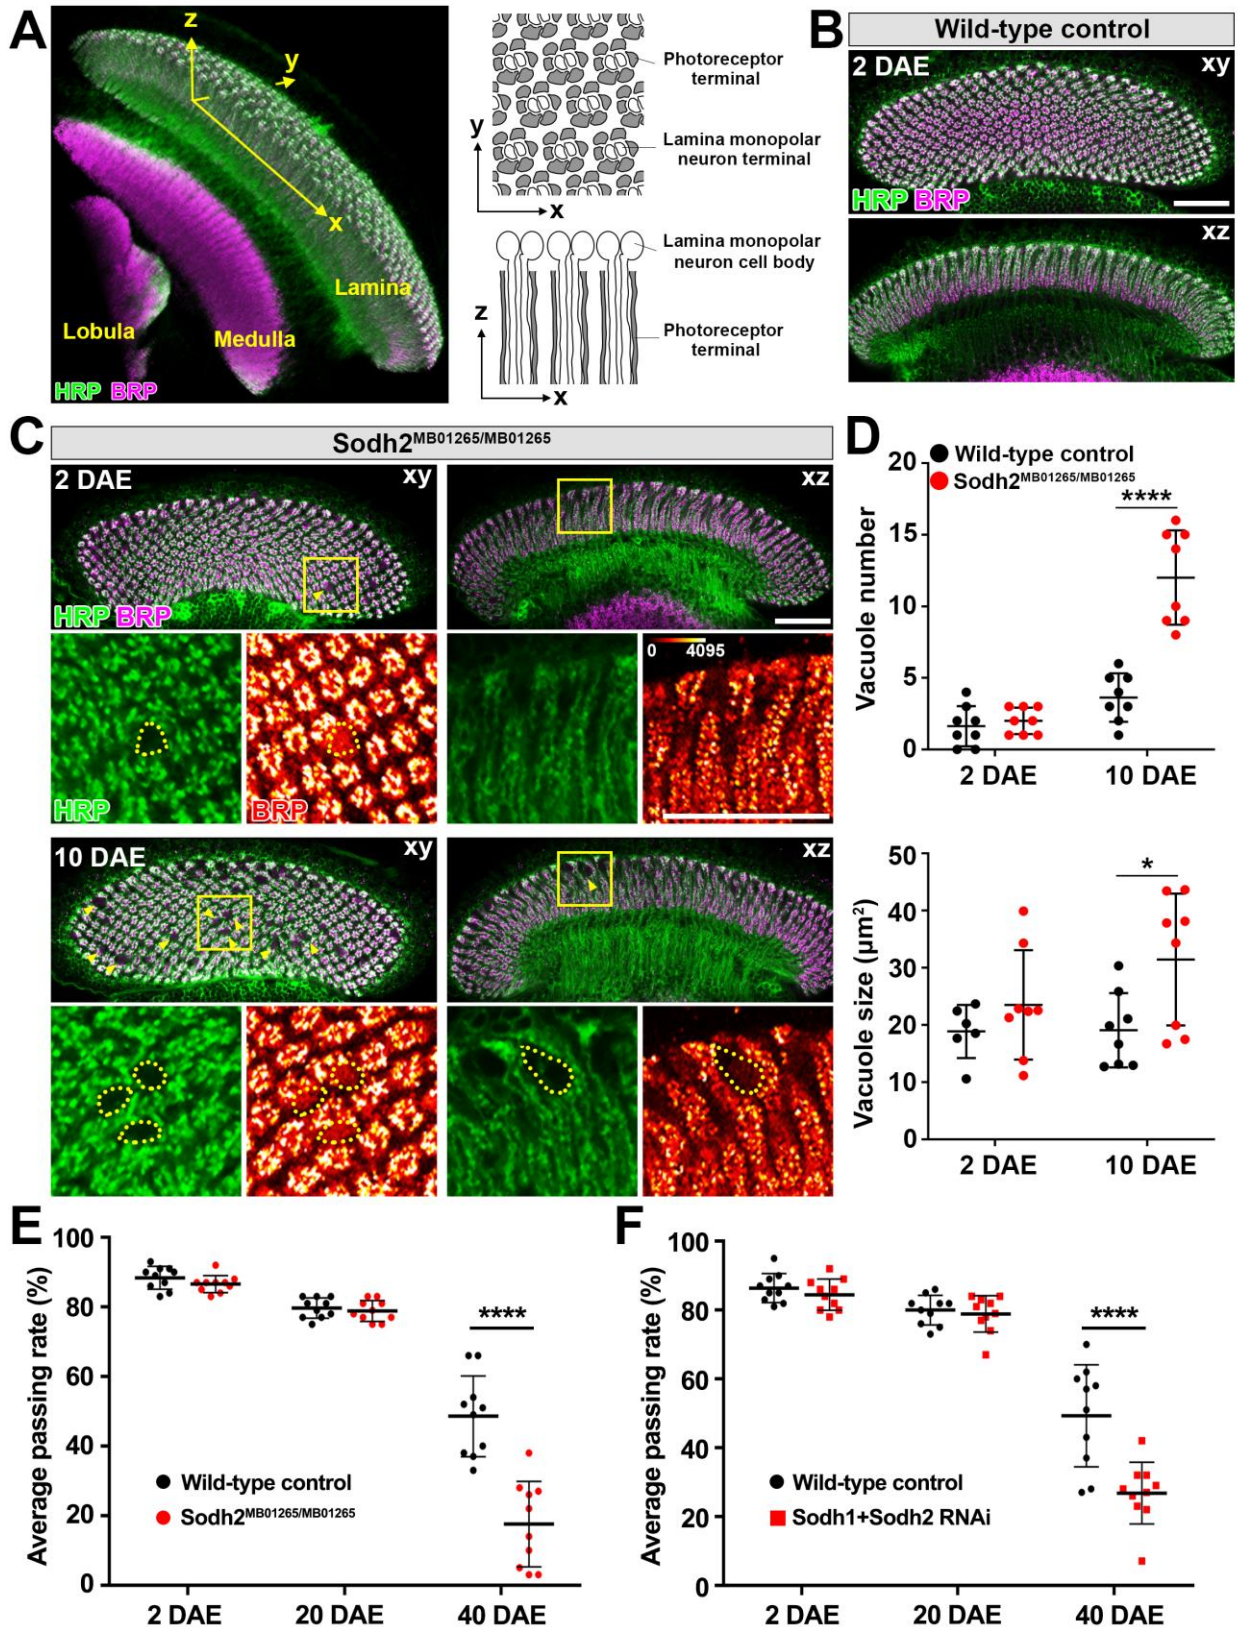 A
z
y
x
Lamina
Lobula
Medulla
HRP BRP
Photoreceptor
terminal
Lamina monopolar
neuron terminal
y
x
Lamina monopolar
neuron cell body
z
Photoreceptor
terminal
x
B
Wild-type control
2 DAE
xy
HRP BRP
xz
C
Sodh2MB01265/MB01265
2 DAE
xy
xz
HRP BRP
0 4095
HRP
BRP
10 DAE
xy
xz
D
Wild-type control
Sodh2MB01265/MB01265
20
15
10
5
0
Vacuole number
****
2 DAE
10 DAE
50
40
30
20
10
0
Vacuole size (µm²)
*
2 DAE
10 DAE
E
100
80
60
40
20
0
Average passing rate (%)
****
Wild-type control
Sodh2MB01265/MB01265
2 DAE
20 DAE
40 DAE
F
100
80
60
40
20
0
Average passing rate (%)
****
Wild-type control
Sodh1+Sodh2 RNAi
2 DAE
20 DAE
40 DAE